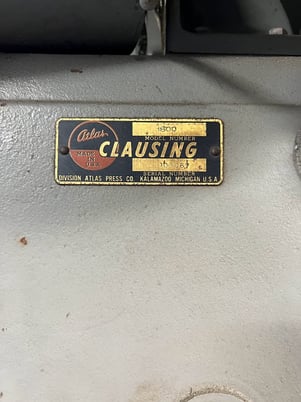 Atlas
MADE
IN
U.S.A.
MODEL NUMBER
CLAUSING
SERIAL NUMBER
DIVISION ATLAS PRESS CO. KALAMAZOO MICHIGAN U.S.A.